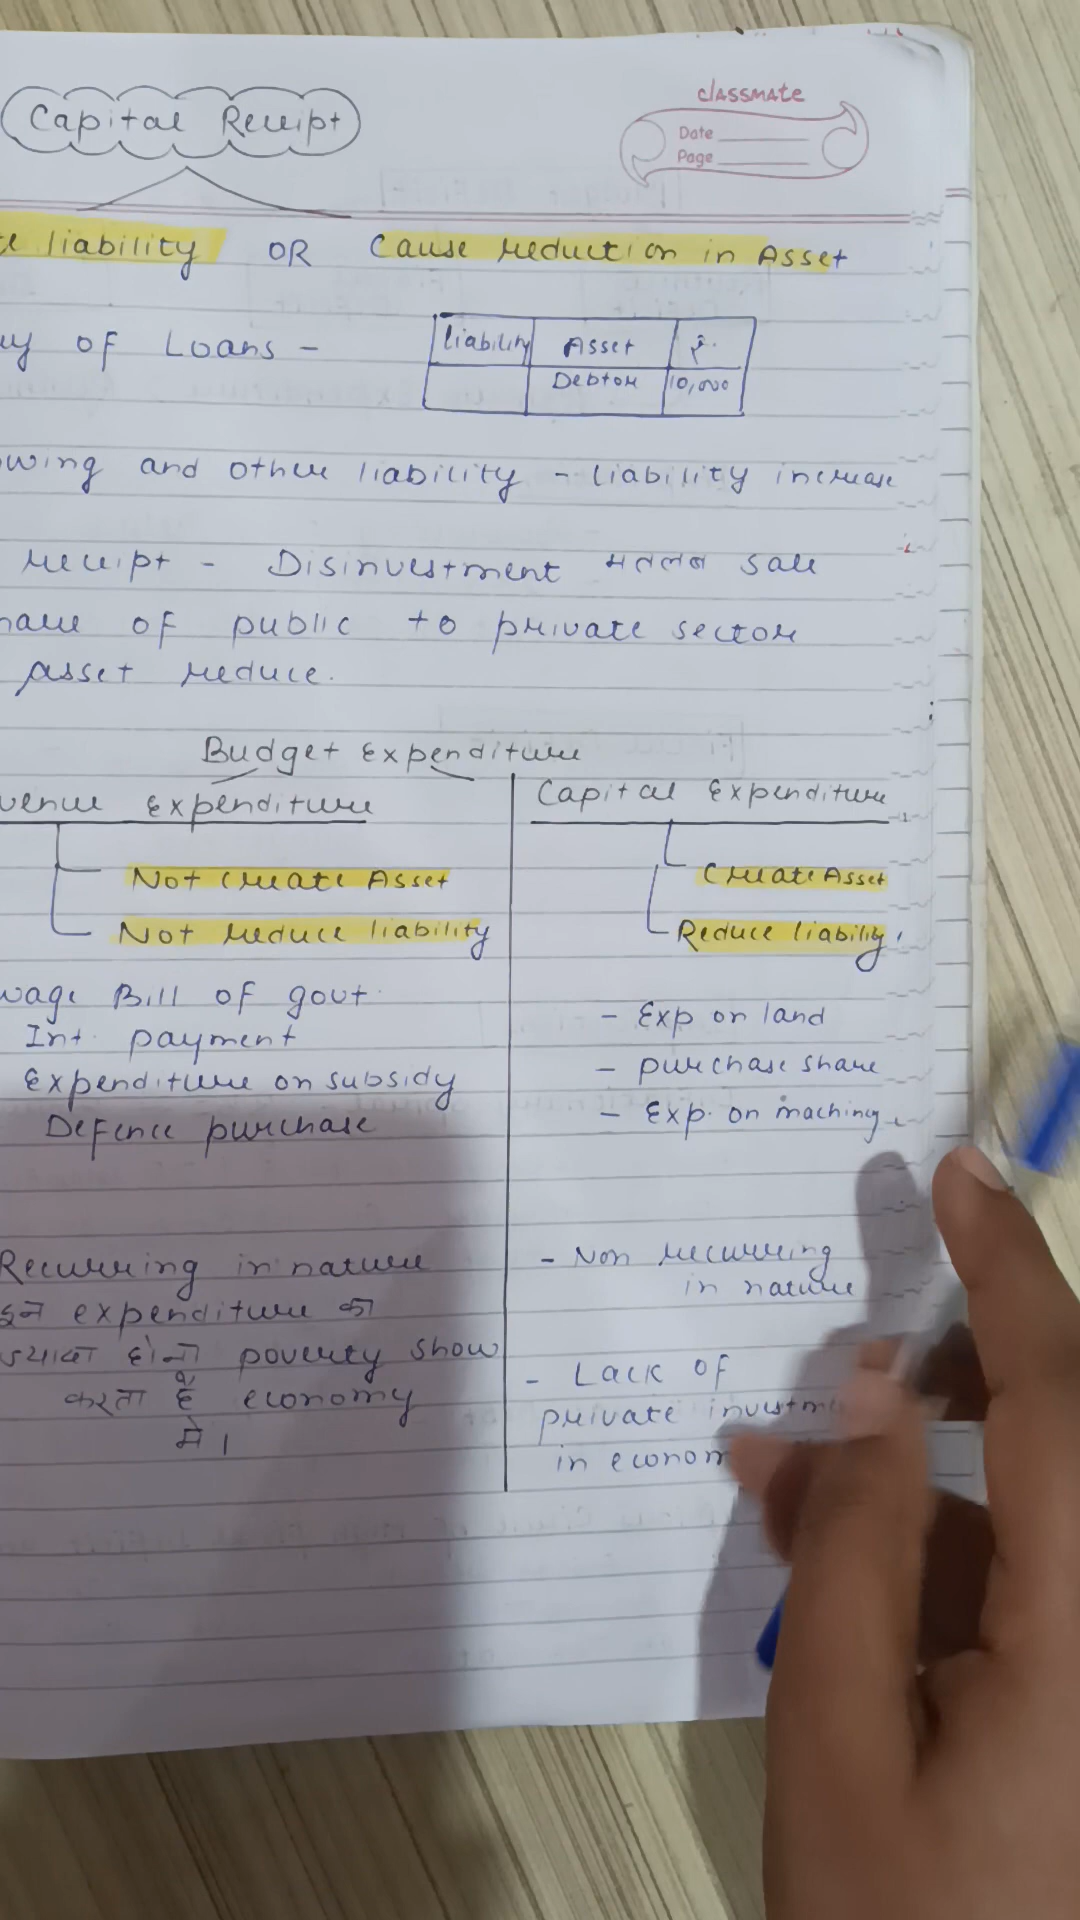 Capital Receipt
classmate
Date
Page
liability OR Cause reduction in Asset
of Loans -
liability Asset ₹.
Debtor 10,000
and other liability - liability increase
receipt - Disinvestment मतलब Sale
of public to private sector
Asset reduce.
Budget Expenditure
Expenditure Capital Expenditure
Not create Asset Create Asset
Not reduce liability Reduce liability
Bill of govt.
Int. payment - Exp on land
Expenditure on subsidy - purchase share
Defence purchase - Exp. on machine
Recurring in nature - Non recurring
in nature
इन expenditure का
ज्यादा होना poverty show - Lack of
करता है economy private
में । in